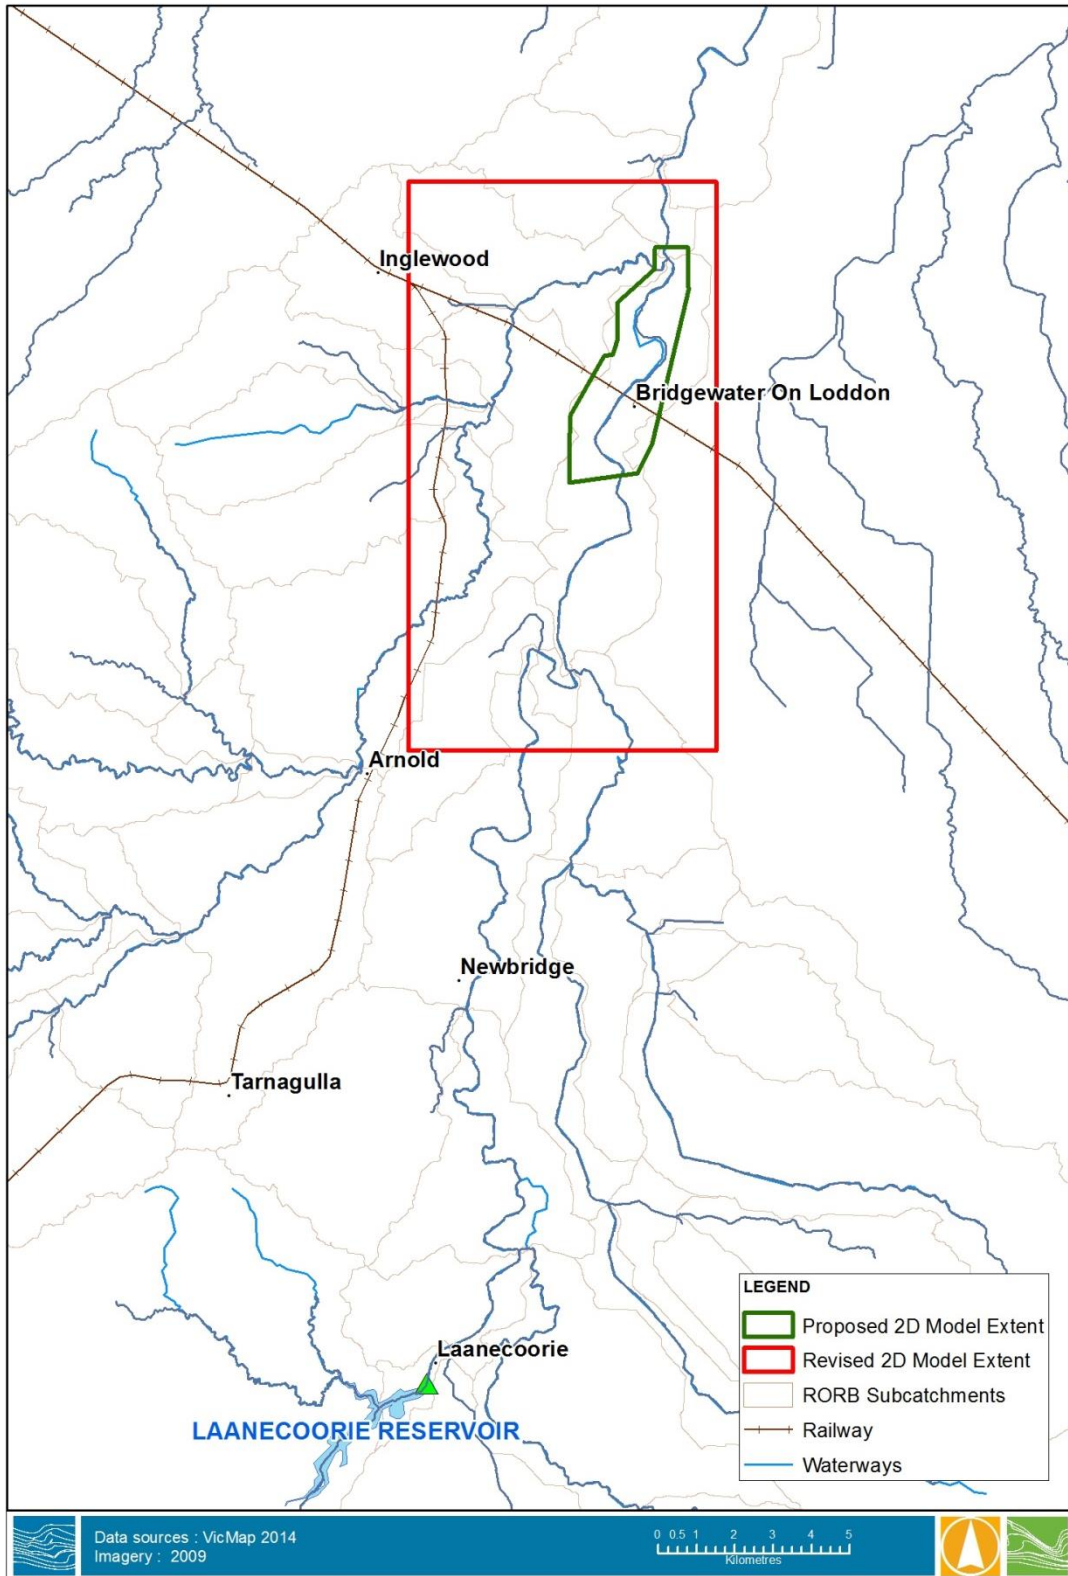 Inglewood
Bridgewater On Loddon
Arnold
Newbridge
Tarnagulla
Laanecoorie
LAANECOORIE RESERVOIR
LEGEND
Proposed 2D Model Extent
Revised 2D Model Extent
RORB Subcatchments
Railway
Waterways
Data sources : VicMap 2014
Imagery : 2009
0 0.5 1 2 3 4 5
Kilometres